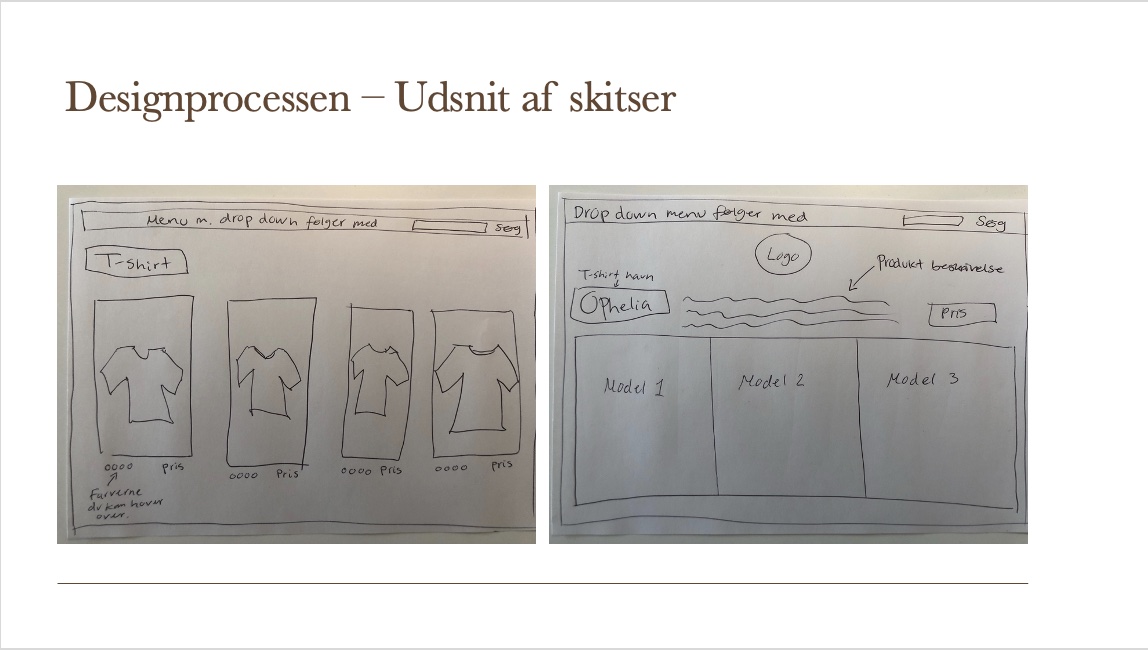 Designprocessen – Udsnit af skitser
Menu m. drop down følger med
Søg
T-shirt
oooo Pris
oooo Pris
oooo Pris
oooo Pris
Farverne
du kan hover
over.
Drop down menu følger med
Søg
Logo
Produkt beskrivelse
T-shirt navn
Ophelia
Pris
Model 1
Model 2
Model 3